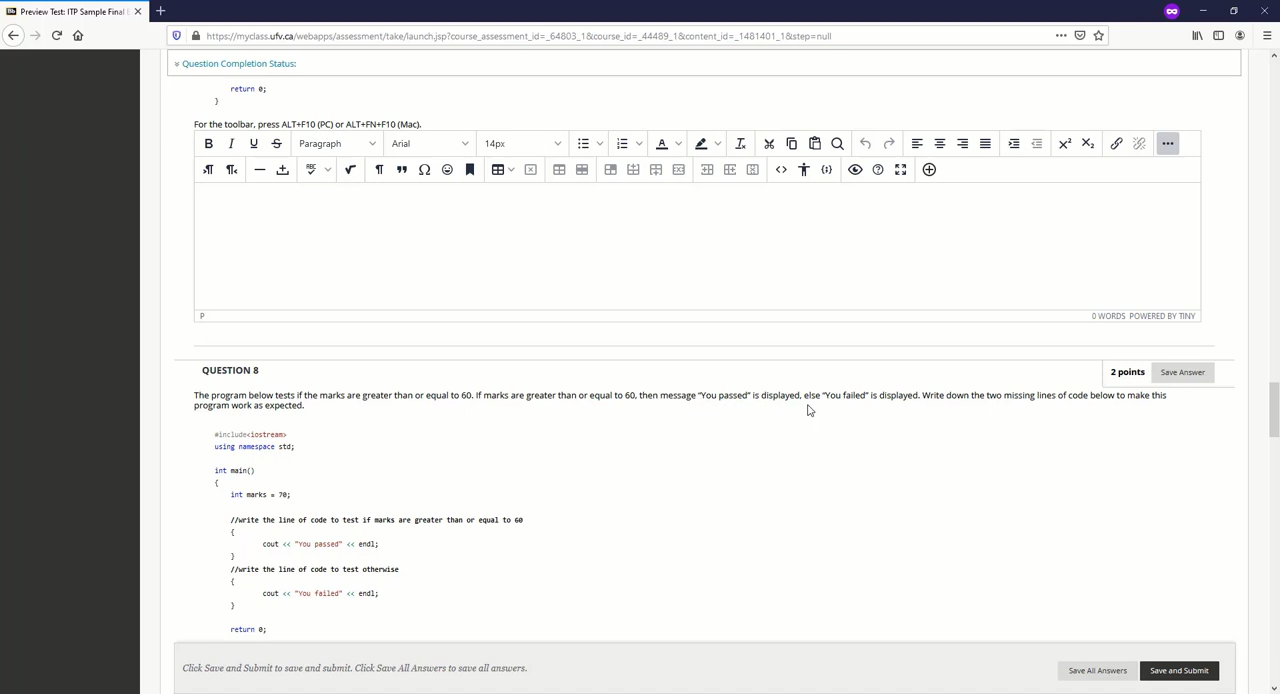 Preview Test: ITP Sample Final E
https://myclass.ufv.ca/webapps/assessment/take/launch.jsp?course_assessment_id=_64803_1&course_id=_44489_1&content_id=_1481401_1&step=null
Question Completion Status:
return 0;
}
For the toolbar, press ALT+F10 (PC) or ALT+FN+F10 (Mac).
B I U S Paragraph Arial 14px
P
0 WORDS POWERED BY TINY
QUESTION 8
2 points Save Answer
The program below tests if the marks are greater than or equal to 60. If marks are greater than or equal to 60, then message "You passed" is displayed, else "You failed" is displayed. Write down the two missing lines of code below to make this
program work as expected.
#include<iostream>
using namespace std;
int main()
{
int marks = 70;
//write the line of code to test if marks are greater than or equal to 60
{
cout << "You passed" << endl;
}
//write the line of code to test otherwise
{
cout << "You failed" << endl;
}
return 0;
Click Save and Submit to save and submit. Click Save All Answers to save all answers.
Save All Answers Save and Submit